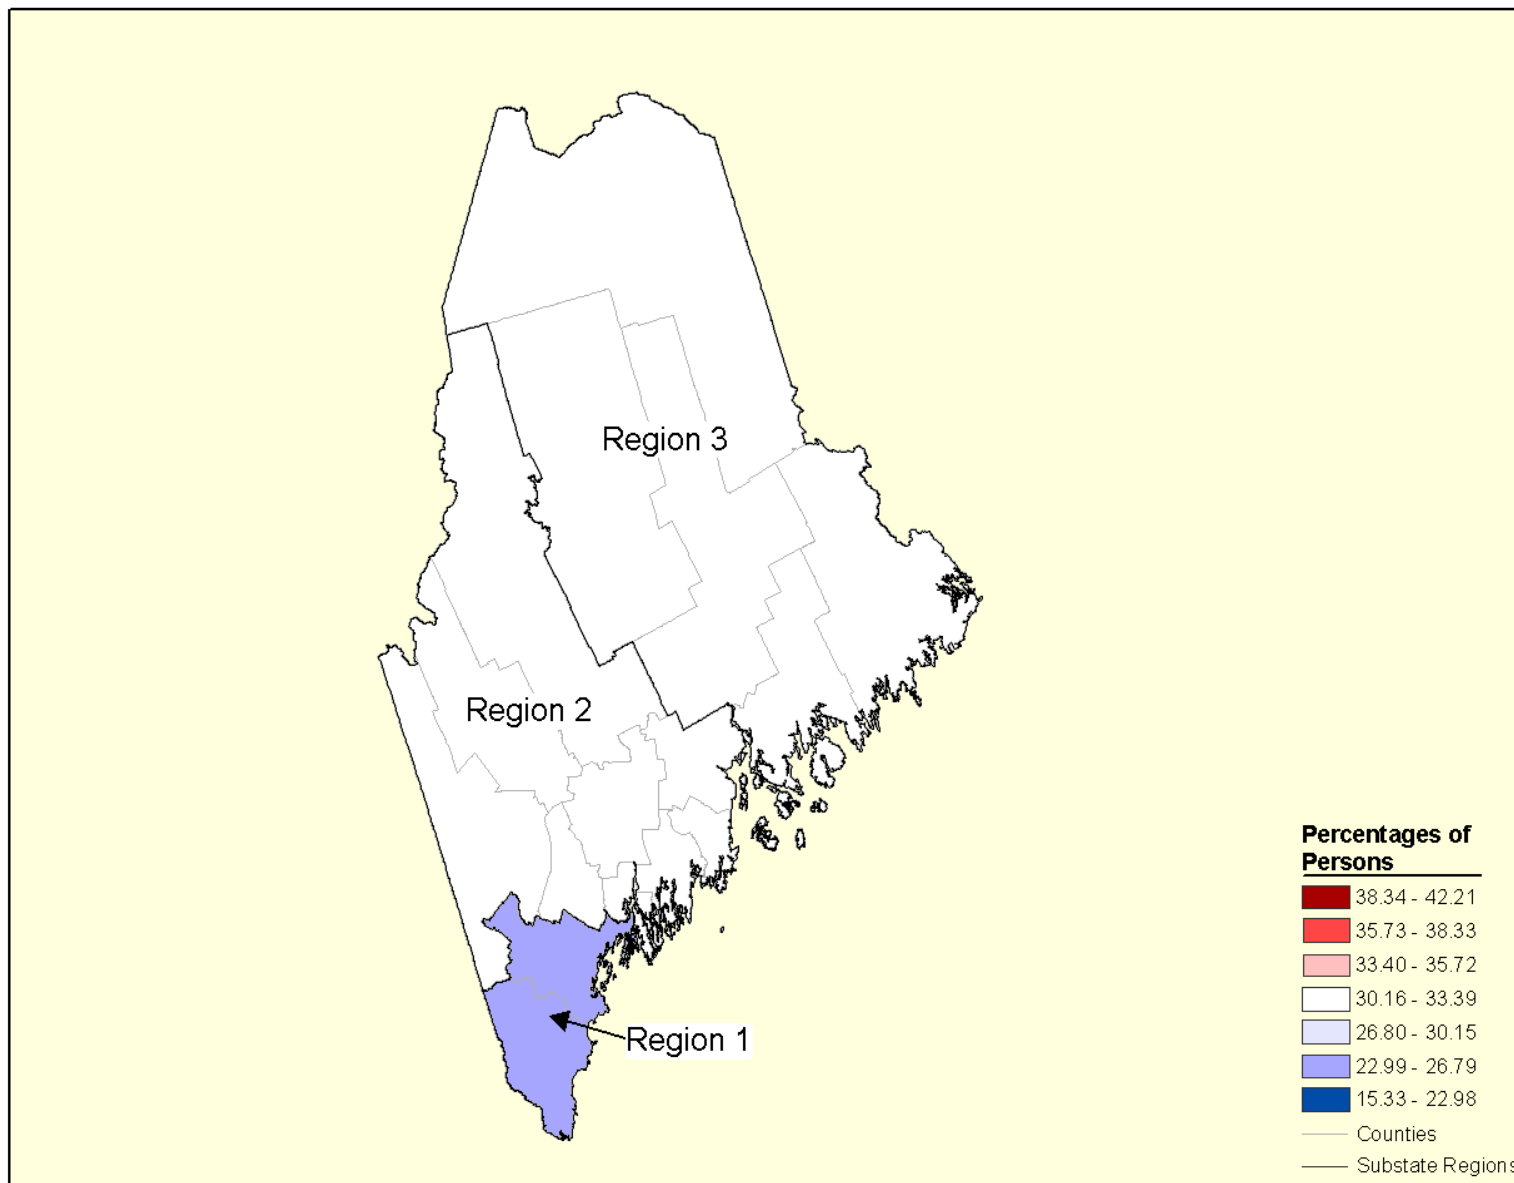 Region 3
Region 2
Region 1
Percentages of
Persons
38.34 - 42.21
35.73 - 38.33
33.40 - 35.72
30.16 - 33.39
26.80 - 30.15
22.99 - 26.79
15.33 - 22.98
Counties
Substate Regions